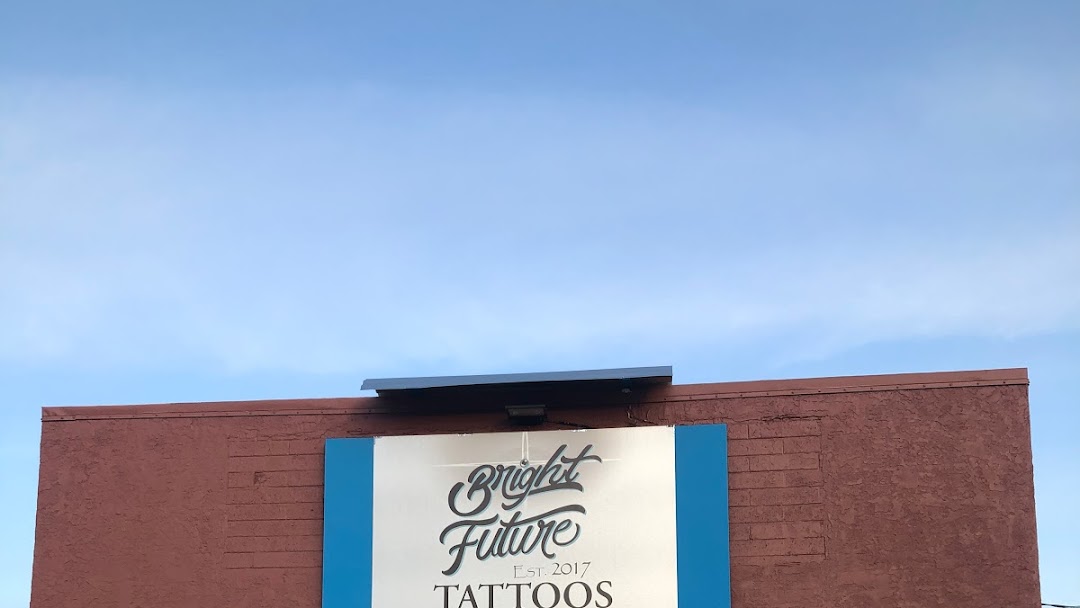 Bright
Future
Est. 2017
TATTOOS